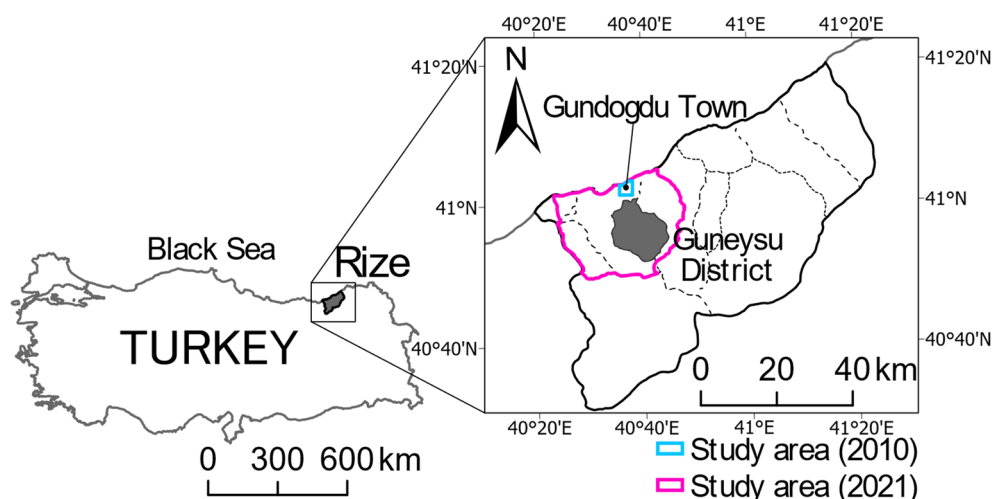 40°20'E 40°40'E 41°E 41°20'E
41°20'N 41°20'N
N
Gundogdu Town
41°N 41°N
Guneysu
District
Black Sea
Rize
TURKEY
40°40'N 40°40'N
0 20 40 km
40°20'E 40°40'E 41°E 41°20'E
0 300 600 km
Study area (2010)
Study area (2021)